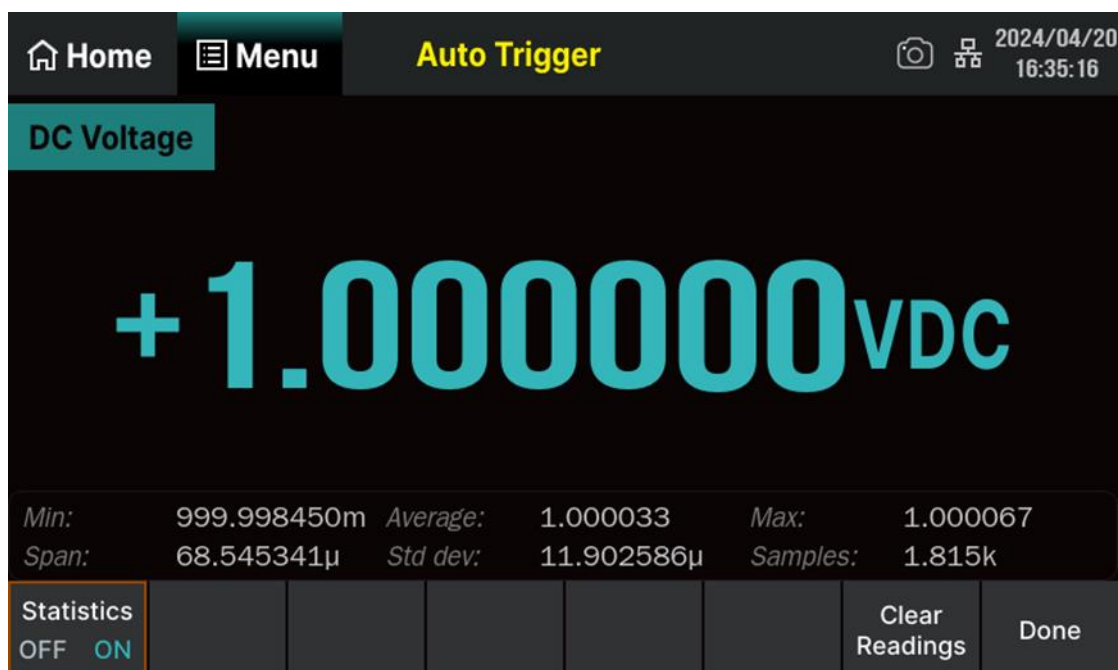 Home Menu Auto Trigger 2024/04/20
16:35:16
DC Voltage
+1.000000VDC
Min: 999.998450m Average: 1.000033 Max: 1.000067
Span: 68.545341µ Std dev: 11.902586µ Samples: 1.815k
Statistics
OFF ON
Clear
Readings
Done